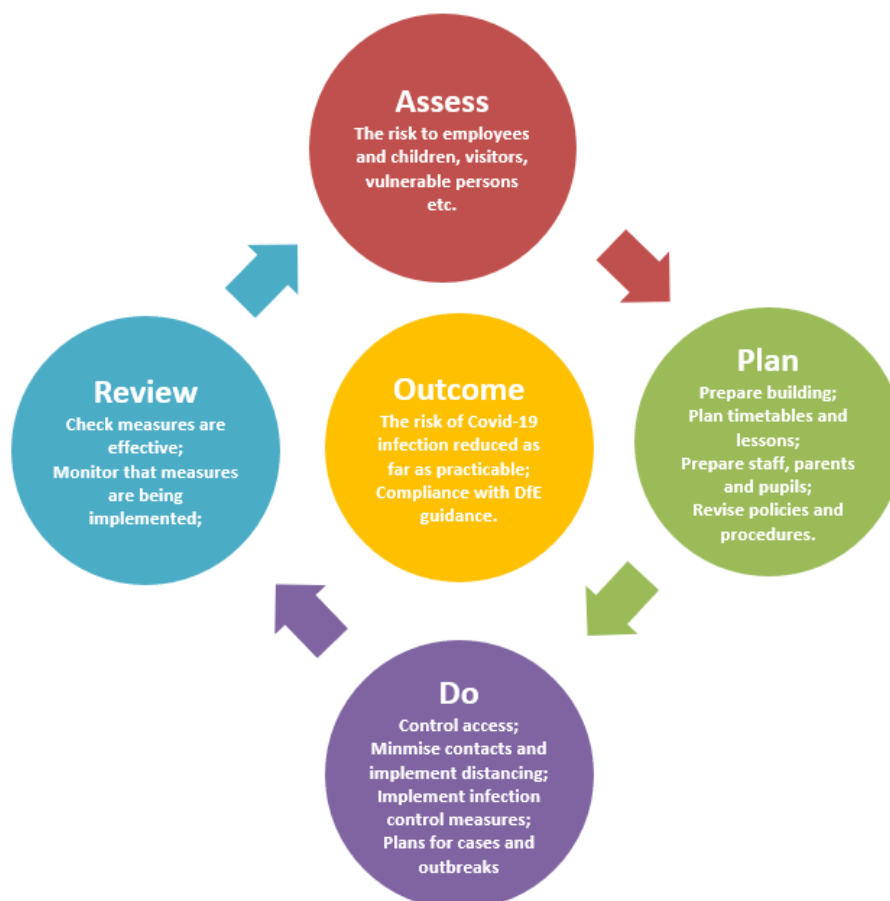 Assess
The risk to employees
and children, visitors,
vulnerable persons
etc.
Plan
Prepare building;
Plan timetables and
lessons;
Prepare staff, parents
and pupils;
Revise policies and
procedures.
Do
Control access;
Minmise contacts and
implement distancing;
Implement infection
control measures;
Plans for cases and
outbreaks
Review
Check measures are
effective;
Monitor that measures
are being
implemented;
Outcome
The risk of Covid-19
infection reduced as
far as practicable;
Compliance with DfE
guidance.